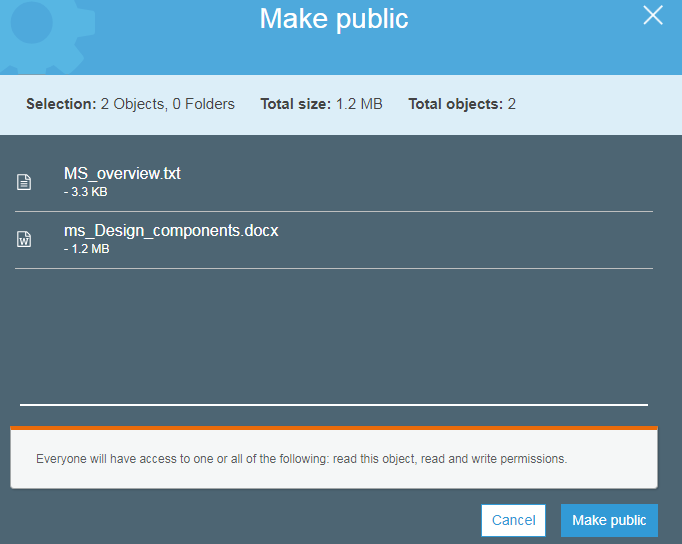 Make public
Selection: 2 Objects, 0 Folders Total size: 1.2 MB Total objects: 2
MS_overview.txt
- 3.3 KB
W
ms_Design_components.docx
- 1.2 MB
Everyone will have access to one or all of the following: read this object, read and write permissions.
Cancel Make public